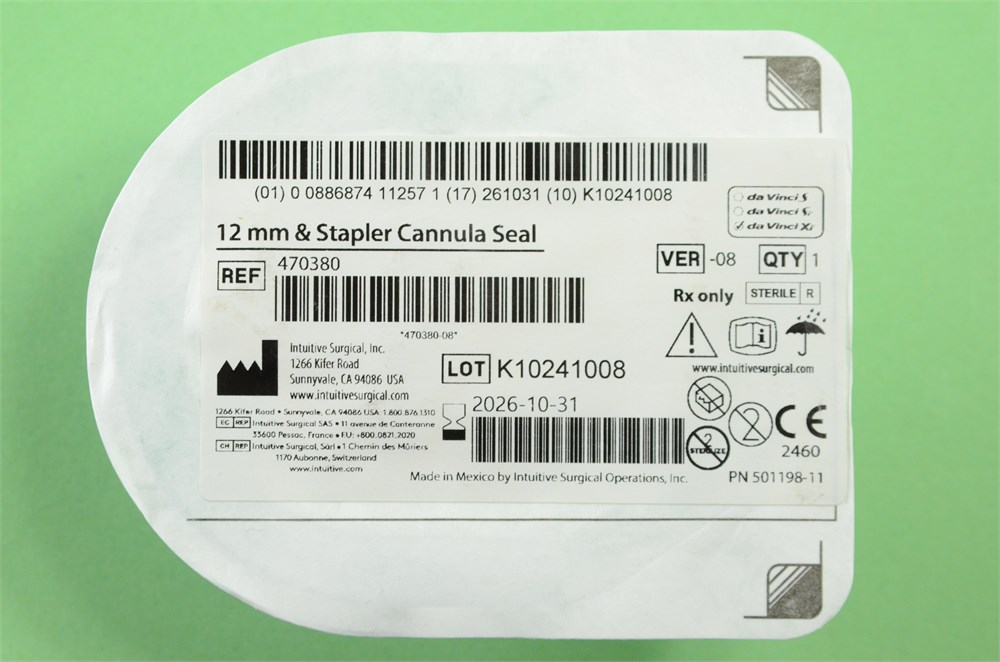 (01) 0 0886874 11257 1 (17) 261031 (10) K10241008
da Vinci S
da Vinci Si
da Vinci Xi
12 mm & Stapler Cannula Seal
REF 470380
VER -08 QTY 1
*470380-08*
Rx only STERILE R
Intuitive Surgical, Inc.
1266 Kifer Road
Sunnyvale, CA 94086 USA
www.intuitivesurgical.com
LOT K10241008
www.intuitivesurgical.com
2026-10-31
1266 Kifer Road • Sunnyvale, CA 94086 USA: 1.800.876.1310
EC REP Intuitive Surgical SAS • 11 avenue de Canteranne
33600 Pessac, France • EU: +800.0821.2020
CH REP Intuitive Surgical, Sàrl • 1 Chemin des Mûriers
1170 Aubonne, Switzerland
www.intuitive.com
2
2
STERILIZE
CE
2460
Made in Mexico by Intuitive Surgical Operations, Inc.
PN 501198-11